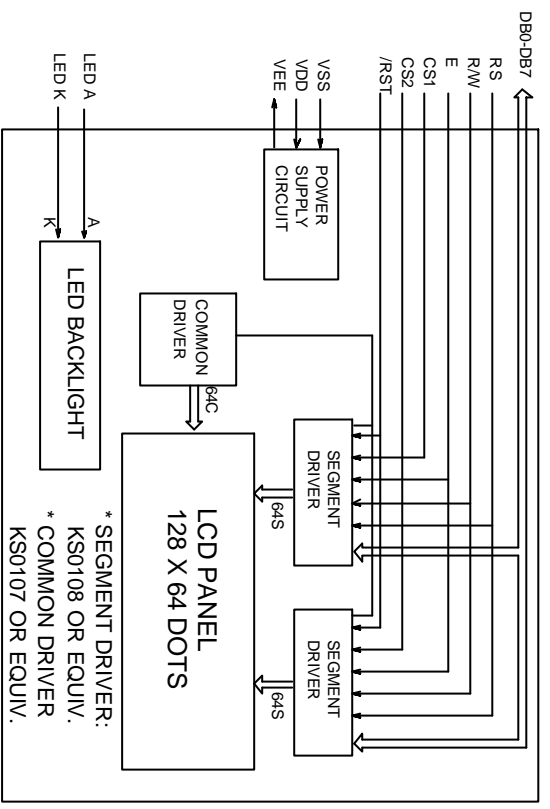 DB0-DB7
RS
R/W
E
CS1
CS2
/RST
VSS
VDD
VEE
LED A
LED K
POWER
SUPPLY
CIRCUIT
A
K
LED BACKLIGHT
COMMON
DRIVER
64C
SEGMENT
DRIVER
64S
SEGMENT
DRIVER
64S
LCD PANEL
128 X 64 DOTS
* SEGMENT DRIVER:
KS0108 OR EQUIV.
* COMMON DRIVER
KS0107 OR EQUIV.